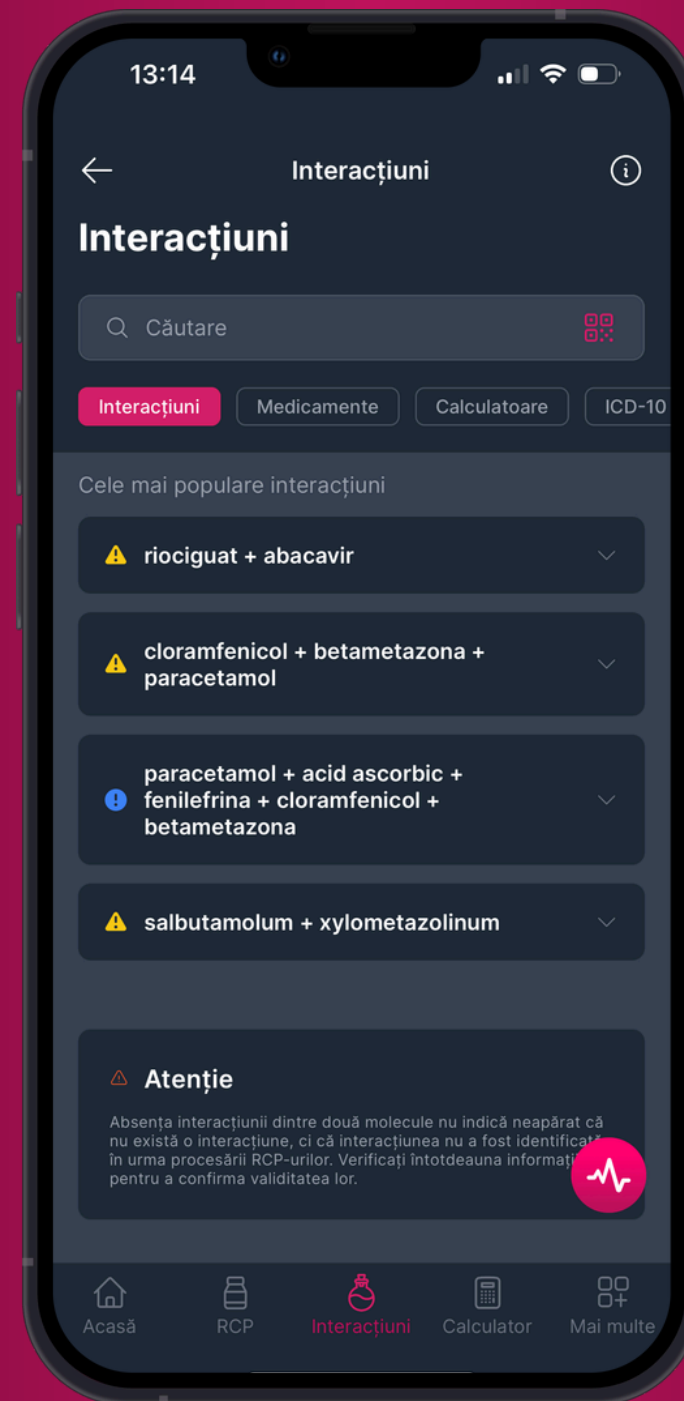 13:14
Interacțiuni
Interacțiuni
Căutare
Interacțiuni
Medicamente
Calculatoare
ICD-10
Cele mai populare interacțiuni
riociguat + abacavir
cloramfenicol + betametazona +
paracetamol
paracetamol + acid ascorbic +
fenilefrina + cloramfenicol +
betametazona
salbutamolum + xylometazolinum
Atenție
Absența interacțiunii dintre două molecule nu indică neapărat că
nu există o interacțiune, ci că interacțiunea nu a fost identificată
în urma procesării RCP-urilor. Verificați întotdeauna
pentru a confirma validitatea lor.
Acasă
RCP
Interacțiuni
Calculator
Mai multe